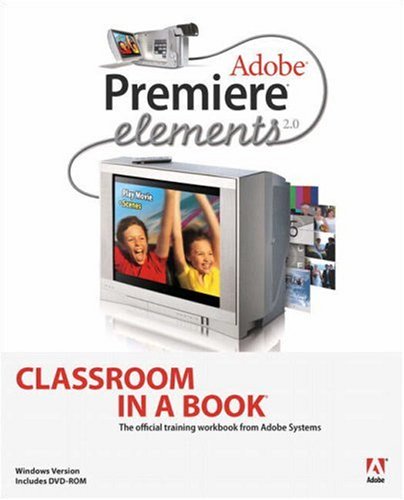 Adobe®
Premiere®
elements 2.0
Play Movie
Scenes
5
CLASSROOM
IN A BOOK®
The official training workbook from Adobe Systems
Windows Version
Includes DVD-ROM
Adobe